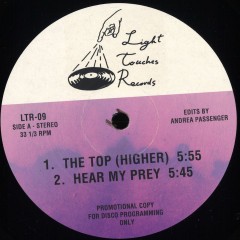 Light
Touches
Records
LTR-09
SIDE A - STEREO
33 1/3 RPM
EDITS BY
ANDREA PASSENGER
1. THE TOP (HIGHER) 5:55
2. HEAR MY PREY 5:45
PROMOTIONAL COPY
FOR DISCO PROGRAMMING
ONLY